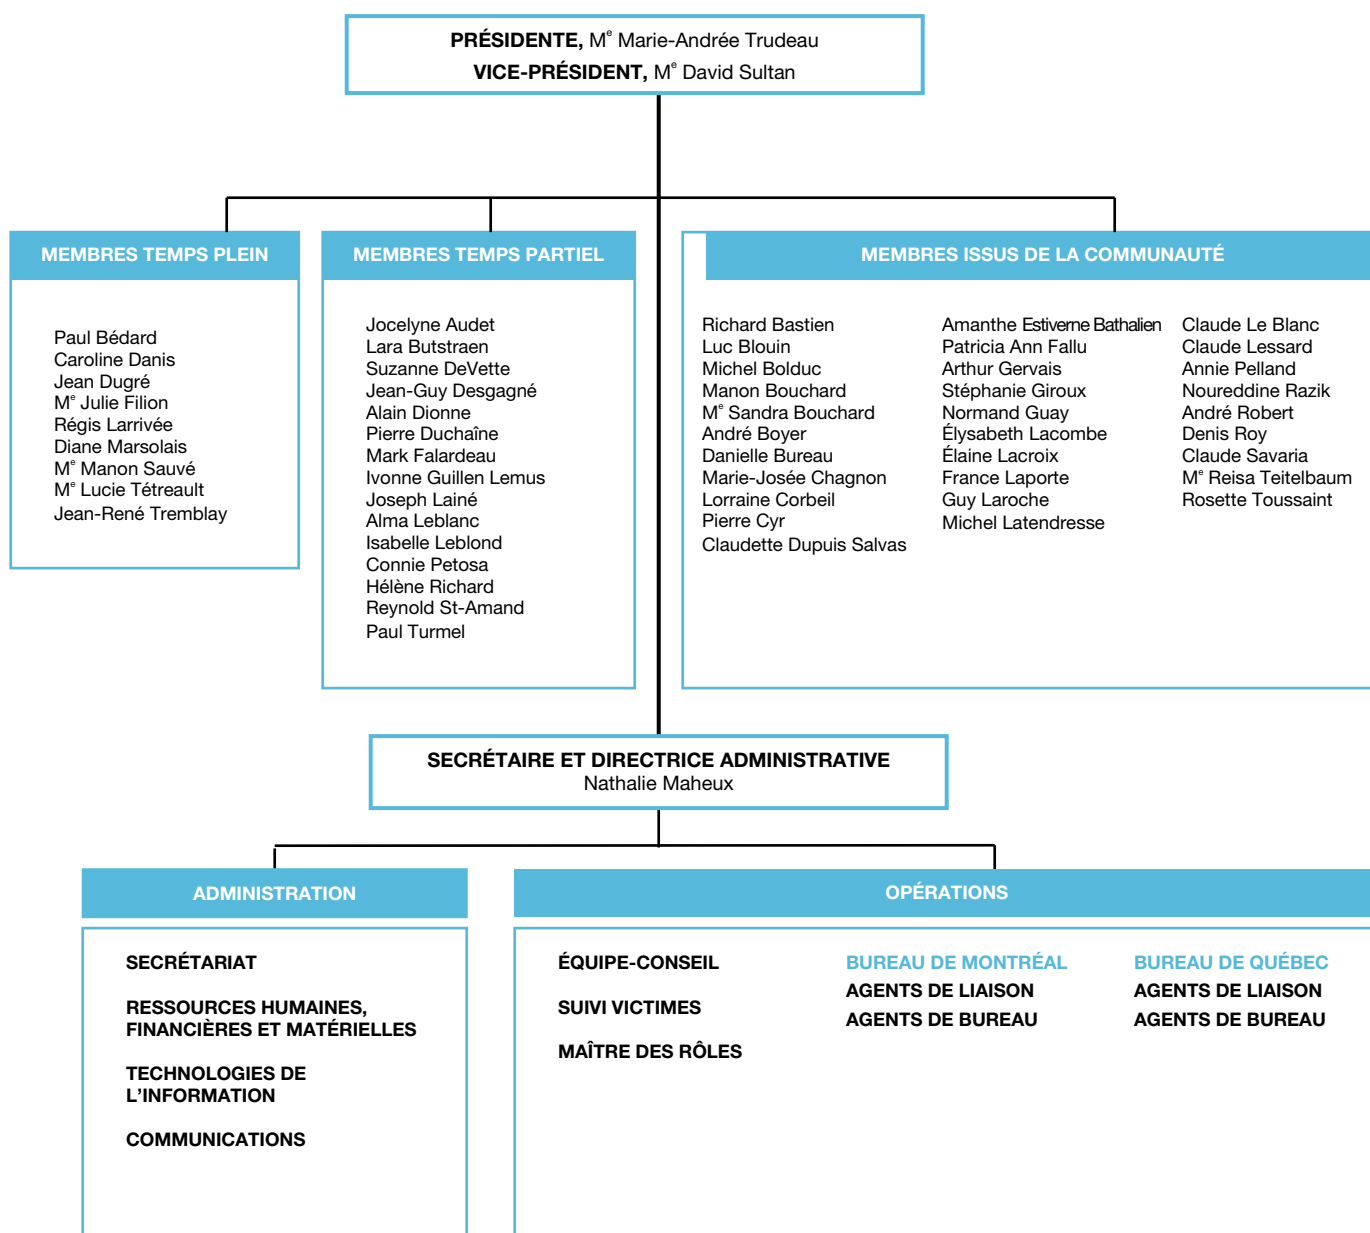 PRÉSIDENTE, Mᵉ Marie-Andrée Trudeau
VICE-PRÉSIDENT, Mᵉ David Sultan
MEMBRES TEMPS PLEIN
Paul Bédard
Caroline Danis
Jean Dugré
Mᵉ Julie Filion
Régis Larrivée
Diane Marsolais
Mᵉ Manon Sauvé
Mᵉ Lucie Tétreault
Jean-René Tremblay
MEMBRES TEMPS PARTIEL
Jocelyne Audet
Lara Butstraen
Suzanne DeVette
Jean-Guy Desgagné
Alain Dionne
Pierre Duchaîne
Mark Falardeau
Ivonne Guillen Lemus
Joseph Lainé
Alma Leblanc
Isabelle Leblond
Connie Petosa
Hélène Richard
Reynold St-Amand
Paul Turmel
MEMBRES ISSUS DE LA COMMUNAUTÉ
Richard Bastien
Luc Blouin
Michel Bolduc
Manon Bouchard
Mᵉ Sandra Bouchard
André Boyer
Danielle Bureau
Marie-Josée Chagnon
Lorraine Corbeil
Pierre Cyr
Claudette Dupuis Salvas
Amanthe Estiverne Bathalien
Patricia Ann Fallu
Arthur Gervais
Stéphanie Giroux
Normand Guay
Élysabeth Lacombe
Élaine Lacroix
France Laporte
Guy Laroche
Michel Latendresse
Claude Le Blanc
Claude Lessard
Annie Pelland
Noureddine Razik
André Robert
Denis Roy
Claude Savaria
Mᵉ Reisa Teitelbaum
Rosette Toussaint
SECRÉTAIRE ET DIRECTRICE ADMINISTRATIVE
Nathalie Maheux
ADMINISTRATION
SECRÉTARIAT
RESSOURCES HUMAINES,
FINANCIÈRES ET MATÉRIELLES
TECHNOLOGIES DE
L'INFORMATION
COMMUNICATIONS
OPÉRATIONS
ÉQUIPE-CONSEIL
SUIVI VICTIMES
MAÎTRE DES RÔLES
BUREAU DE MONTRÉAL
AGENTS DE LIAISON
AGENTS DE BUREAU
BUREAU DE QUÉBEC
AGENTS DE LIAISON
AGENTS DE BUREAU